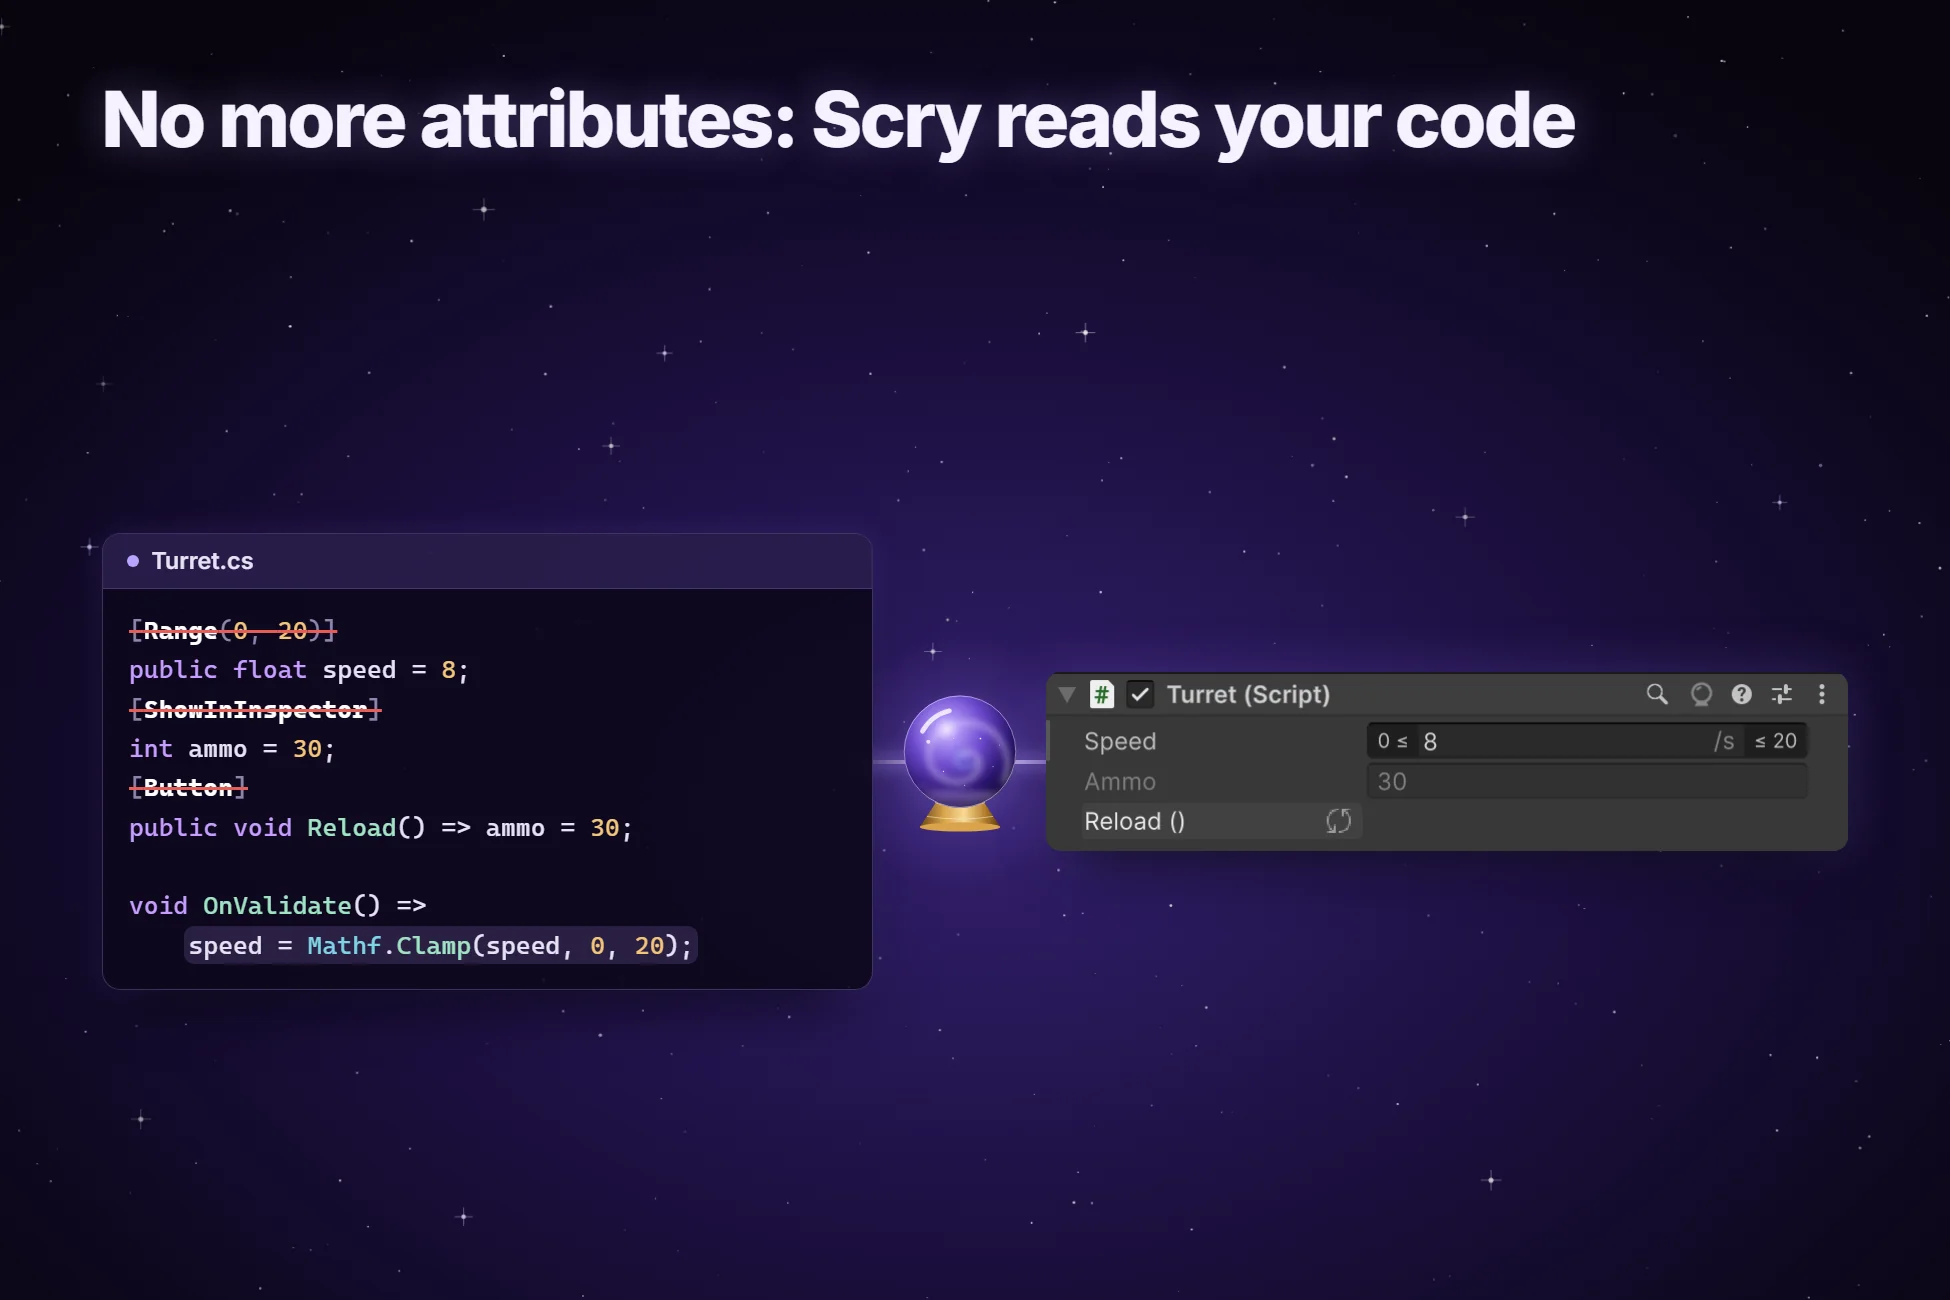 No more attributes: Scry reads your code
Turret.cs
[Range(0, 20)]
public float speed = 8;
[ShowInInspector]
int ammo = 30;
[Button]
public void Reload() => ammo = 30;
void OnValidate() =>
speed = Mathf.Clamp(speed, 0, 20);
# Turret (Script) ?
Speed 0 ≤ 8 /s ≤ 20
Ammo 30
Reload ()